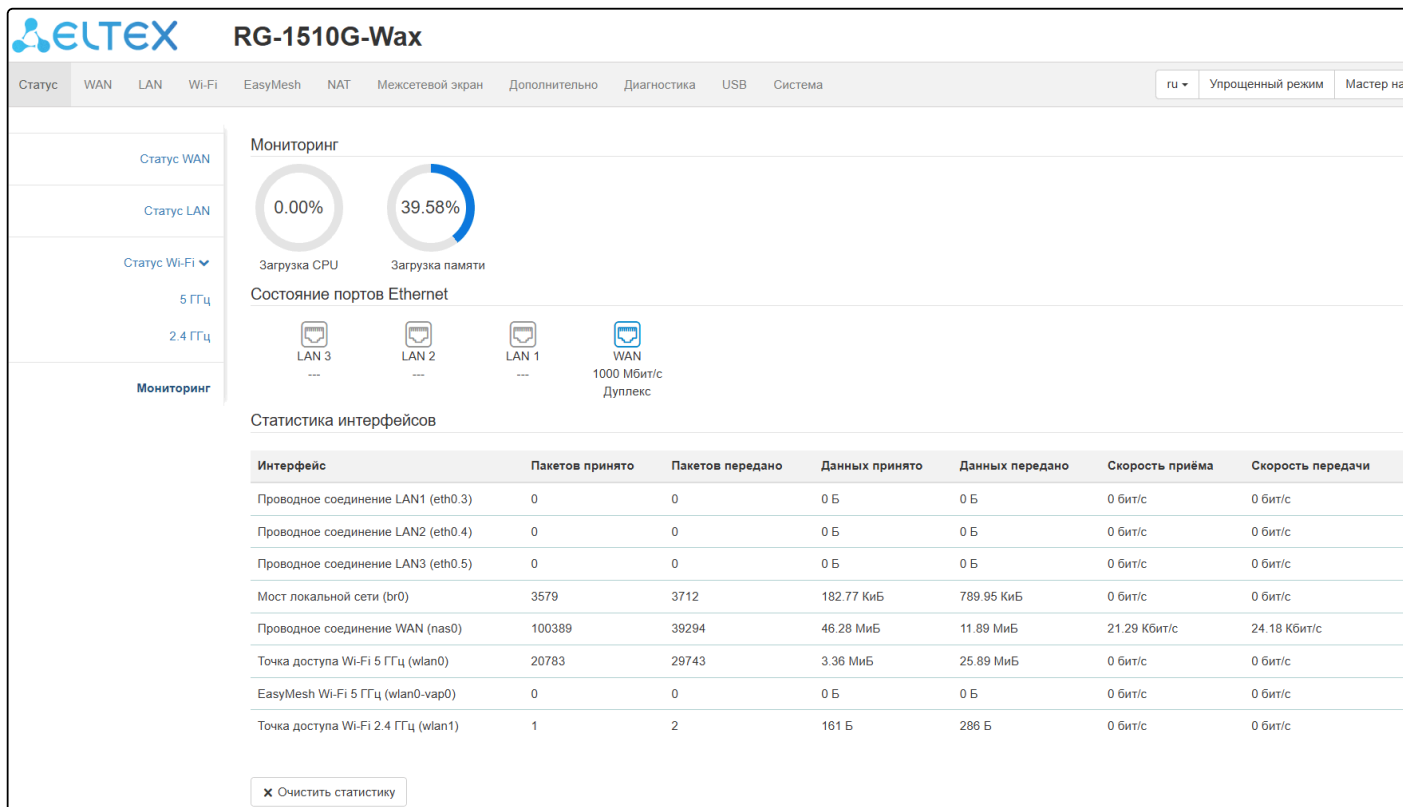 ELTEX RG-1510G-Wax
Статус WAN LAN Wi-Fi EasyMesh NAT Межсетевой экран Дополнительно Диагностика USB Система ru Упрощенный режим Мастер на
Статус WAN
Статус LAN
Статус Wi-Fi
5 ГГц
2.4 ГГц
Мониторинг
Мониторинг
0.00% 39.58%
Загрузка CPU Загрузка памяти
Состояние портов Ethernet
LAN 3 LAN 2 LAN 1 WAN
--- --- --- 1000 Мбит/с
Дуплекс
Статистика интерфейсов
Интерфейс Пакетов принято Пакетов передано Данных принято Данных передано Скорость приёма Скорость передачи
Проводное соединение LAN1 (eth0.3) 0 0 0 Б 0 Б 0 бит/с 0 бит/с
Проводное соединение LAN2 (eth0.4) 0 0 0 Б 0 Б 0 бит/с 0 бит/с
Проводное соединение LAN3 (eth0.5) 0 0 0 Б 0 Б 0 бит/с 0 бит/с
Мост локальной сети (br0) 3579 3712 182.77 КиБ 789.95 КиБ 0 бит/с 0 бит/с
Проводное соединение WAN (nas0) 100389 39294 46.28 МиБ 11.89 МиБ 21.29 Кбит/с 24.18 Кбит/с
Точка доступа Wi-Fi 5 ГГц (wlan0) 20783 29743 3.36 МиБ 25.89 МиБ 0 бит/с 0 бит/с
EasyMesh Wi-Fi 5 ГГц (wlan0-vap0) 0 0 0 Б 0 Б 0 бит/с 0 бит/с
Точка доступа Wi-Fi 2.4 ГГц (wlan1) 1 2 161 Б 286 Б 0 бит/с 0 бит/с
Очистить статистику